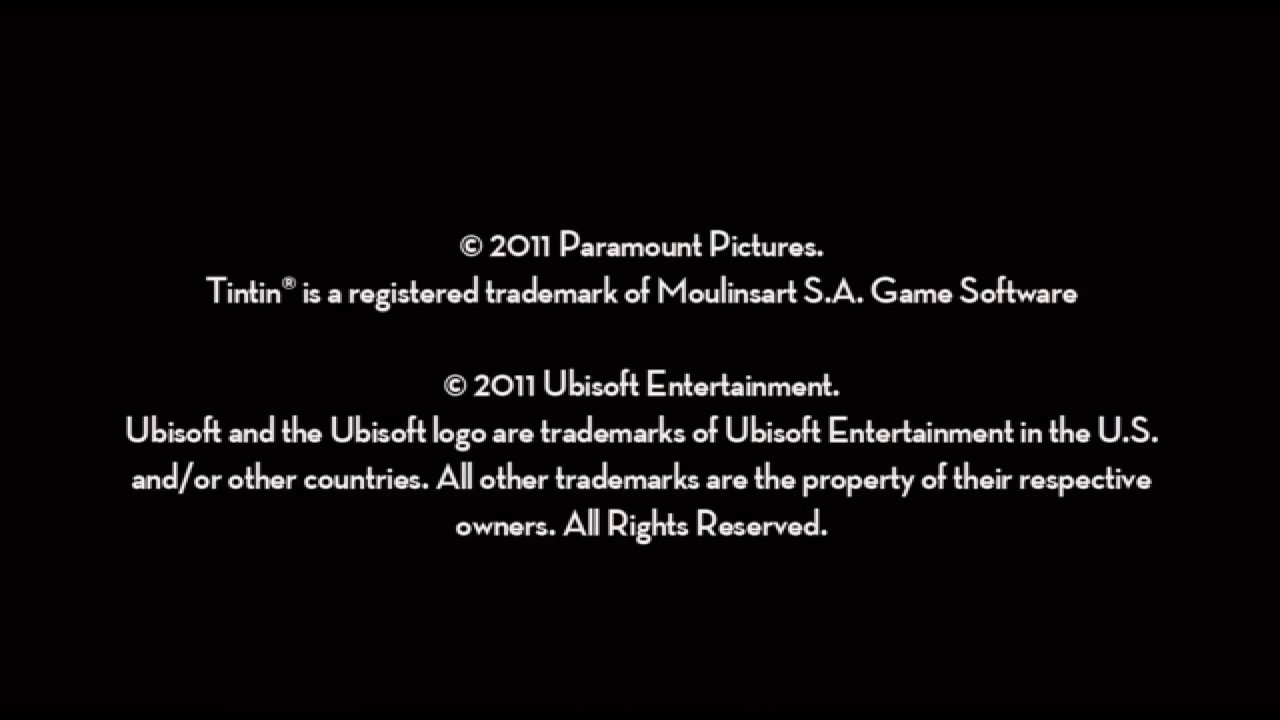 © 2011 Paramount Pictures.
Tintin® is a registered trademark of Moulinsart S.A. Game Software
© 2011 Ubisoft Entertainment.
Ubisoft and the Ubisoft logo are trademarks of Ubisoft Entertainment in the U.S.
and/or other countries. All other trademarks are the property of their respective
owners. All Rights Reserved.